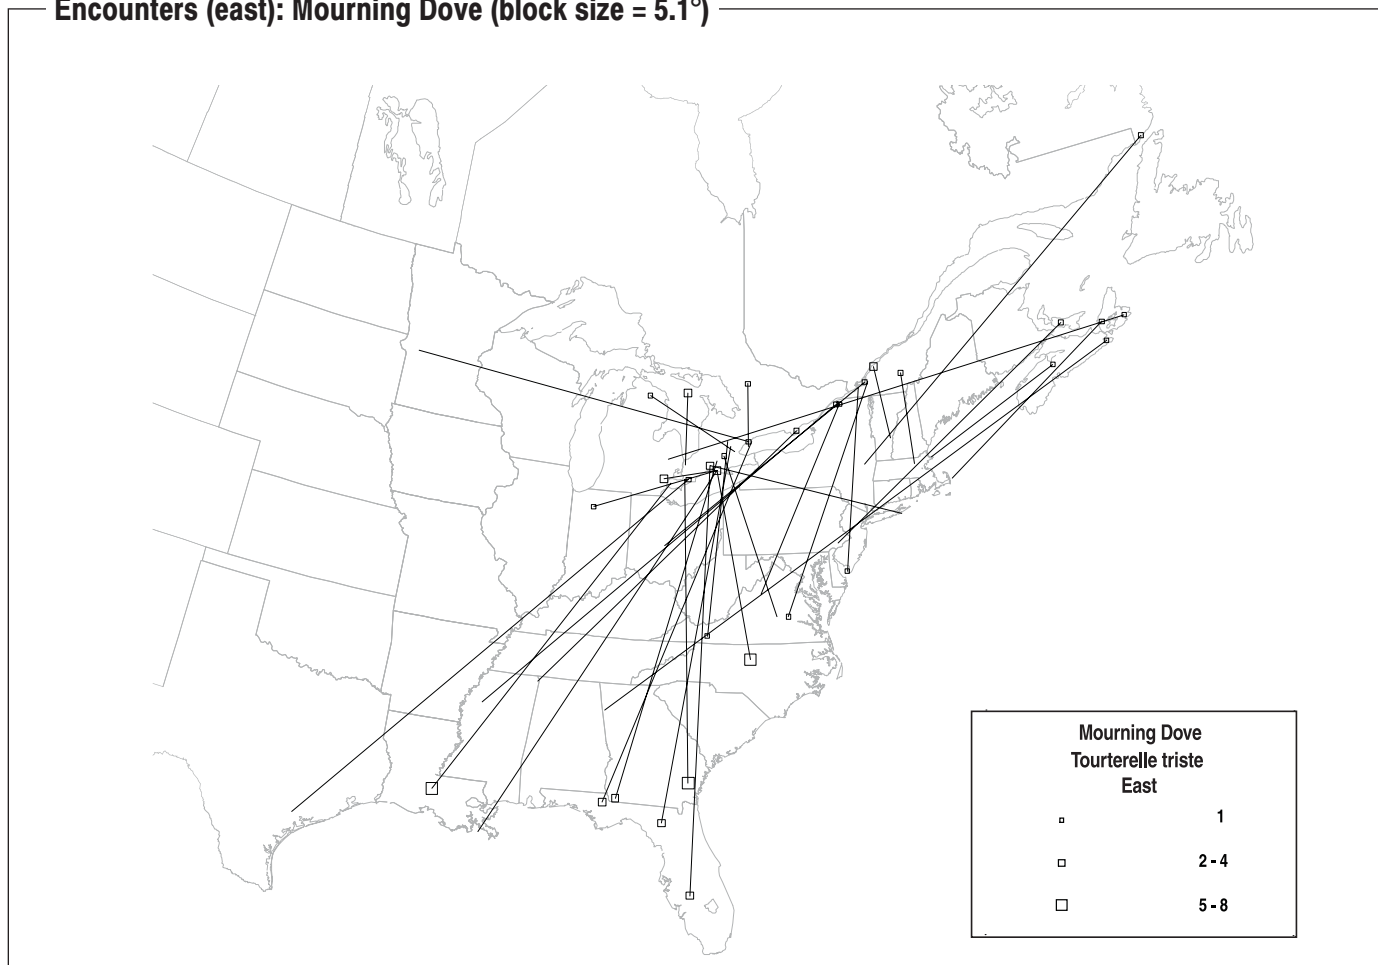 Encounters (east): Mourning Dove (block size = 5.1°)
Mourning Dove
Tourterelle triste
East
1
2 - 4
5 - 8